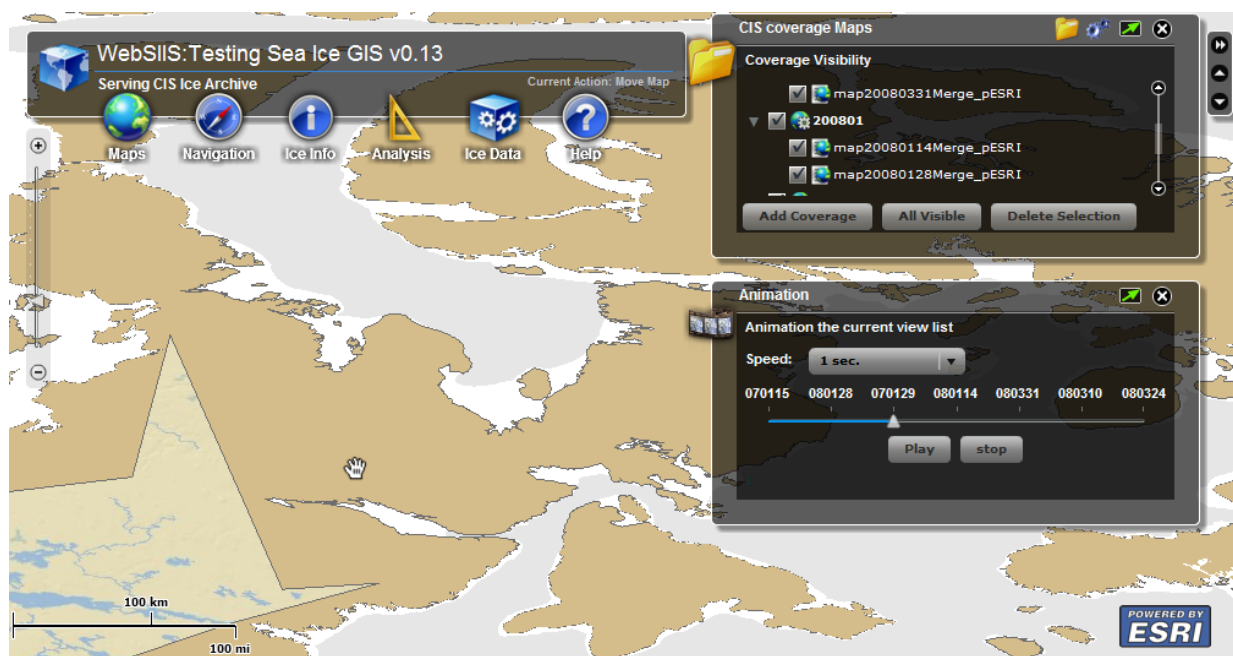 WebSIIS:Testing Sea Ice GIS v0.13
Serving CIS Ice Archive
Current Action: Move Map
Maps
Navigation
Ice Info
Analysis
Ice Data
Help
CIS coverage Maps
Coverage Visibility
map20080331Merge_pESRI
200801
map20080114Merge_pESRI
map20080128Merge_pESRI
Add Coverage
All Visible
Delete Selection
Animation
Animation the current view list
Speed:
1 sec.
070115 080128 070129 080114 080331 080310 080324
Play
stop
100 km
100 mi
POWERED BY
ESRI